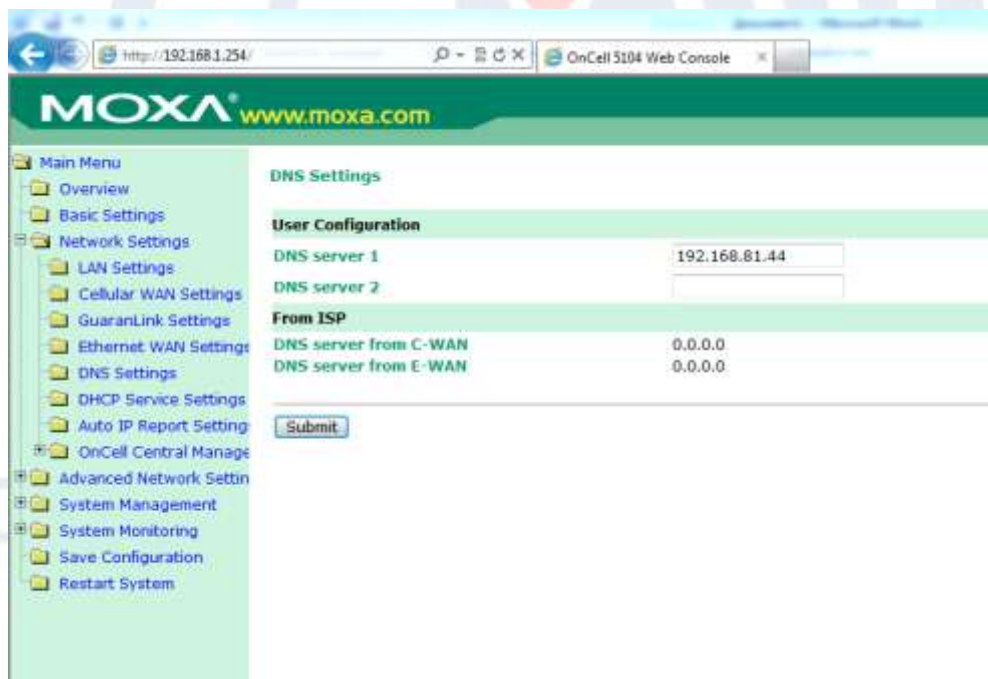 http://192.168.1.254/
OnCell 5104 Web Console
MOXA® www.moxa.com
Main Menu
Overview
Basic Settings
Network Settings
LAN Settings
Cellular WAN Settings
GuaranLink Settings
Ethernet WAN Settings
DNS Settings
DHCP Service Settings
Auto IP Report Setting
OnCell Central Manage
Advanced Network Settin
System Management
System Monitoring
Save Configuration
Restart System
DNS Settings
User Configuration
DNS server 1 192.168.81.44
DNS server 2
From ISP
DNS server from C-WAN 0.0.0.0
DNS server from E-WAN 0.0.0.0
Submit